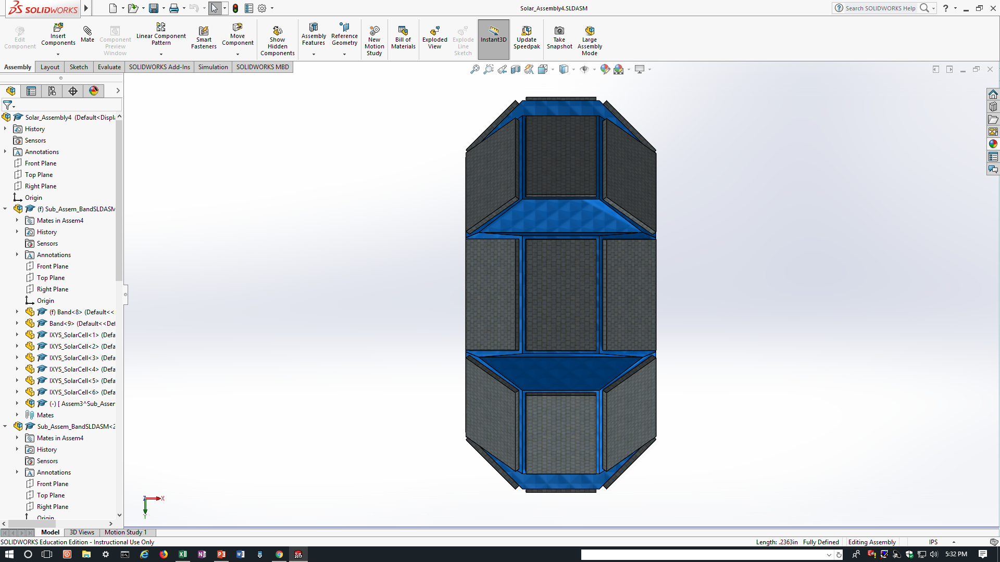 SOLIDWORKS
Solar_Assembly4.SLDASM
Search SOLIDWORKS Help
Edit Component
Insert Components
Mate
Component Preview Window
Linear Component Pattern
Smart Fasteners
Move Component
Show Hidden Components
Assembly Features
Reference Geometry
New Motion Study
Bill of Materials
Exploded View
Explode Line Sketch
Instant3D
Update Speedpak
Take Snapshot
Large Assembly Mode
Assembly
Layout
Sketch
Evaluate
SOLIDWORKS Add-Ins
Simulation
SOLIDWORKS MBD
Solar_Assembly4 (Default<Displ
History
Sensors
Annotations
Front Plane
Top Plane
Right Plane
Origin
(f) Sub_Assem_BandSLDASM
Mates in Assem4
History
Sensors
Annotations
Front Plane
Top Plane
Right Plane
Origin
(f) Band<8> (Default<<
Band<9> (Default<<Def
IXYS_SolarCell<1> (Defa
IXYS_SolarCell<2> (Defa
IXYS_SolarCell<3> (Defa
IXYS_SolarCell<4> (Defa
IXYS_SolarCell<5> (Defa
IXYS_SolarCell<6> (Defa
(-) [ Assem3^Sub_Assem
Mates
Sub_Assem_BandSLDASM<2
Mates in Assem4
History
Sensors
Annotations
Front Plane
Top Plane
Right Plane
Origin
Z X
Y
Model
3D Views
Motion Study 1
SOLIDWORKS Education Edition - Instructional Use Only
Length: .2363in
Fully Defined
Editing Assembly
IPS
5:32 PM